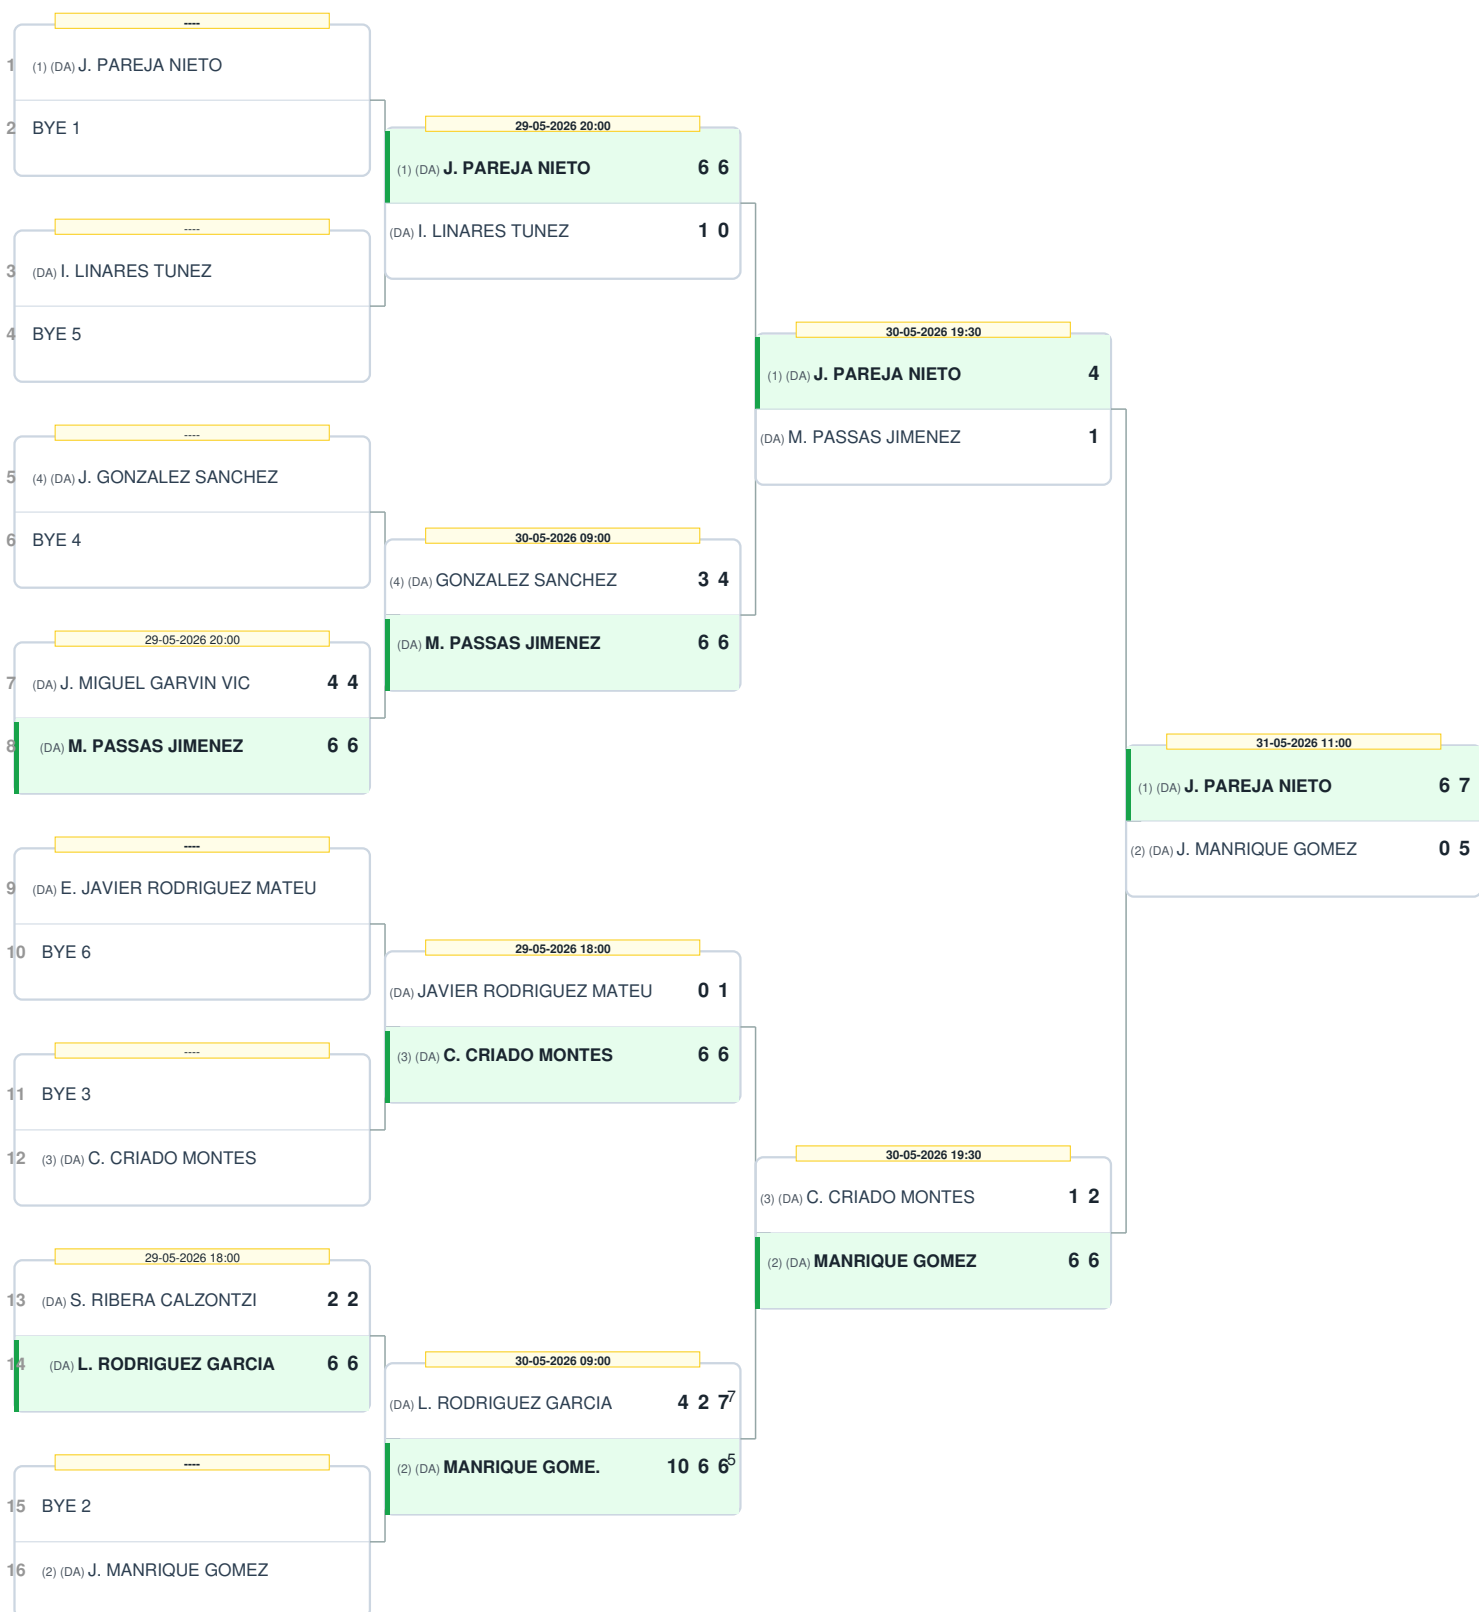 ----
1 (1) (DA) J. PAREJA NIETO
2 BYE 1
----
3 (DA) I. LINARES TUNEZ
4 BYE 5
----
5 (4) (DA) J. GONZALEZ SANCHEZ
6 BYE 4
29-05-2026 20:00
7 (DA) J. MIGUEL GARVIN VIC 4 4
8 (DA) M. PASSAS JIMENEZ 6 6
----
9 (DA) E. JAVIER RODRIGUEZ MATEU
10 BYE 6
----
11 BYE 3
12 (3) (DA) C. CRIADO MONTES
29-05-2026 18:00
13 (DA) S. RIBERA CALZONTZI 2 2
14 (DA) L. RODRIGUEZ GARCIA 6 6
----
15 BYE 2
16 (2) (DA) J. MANRIQUE GOMEZ
29-05-2026 20:00
(1) (DA) J. PAREJA NIETO 6 6
(DA) I. LINARES TUNEZ 1 0
30-05-2026 09:00
(4) (DA) GONZALEZ SANCHEZ 3 4
(DA) M. PASSAS JIMENEZ 6 6
29-05-2026 18:00
(DA) JAVIER RODRIGUEZ MATEU 0 1
(3) (DA) C. CRIADO MONTES 6 6
30-05-2026 09:00
(DA) L. RODRIGUEZ GARCIA 4 2 7 7
(2) (DA) MANRIQUE GOME. 10 6 6 5
30-05-2026 19:30
(1) (DA) J. PAREJA NIETO 4
(DA) M. PASSAS JIMENEZ 1
30-05-2026 19:30
(3) (DA) C. CRIADO MONTES 1 2
(2) (DA) MANRIQUE GOMEZ 6 6
31-05-2026 11:00
(1) (DA) J. PAREJA NIETO 6 7
(2) (DA) J. MANRIQUE GOMEZ 0 5